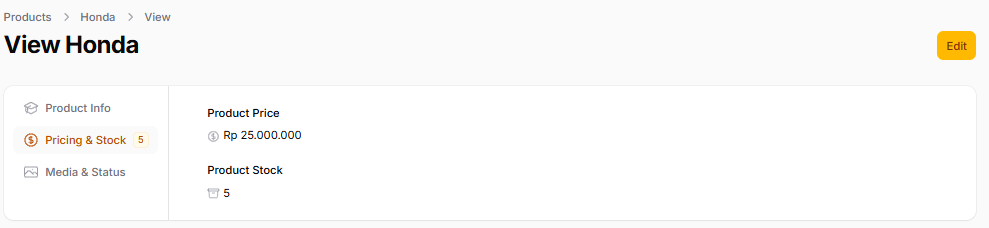 Products > Honda > View
View Honda
Edit
Product Info
Pricing & Stock 5
Media & Status
Product Price
Rp 25.000.000
Product Stock
5